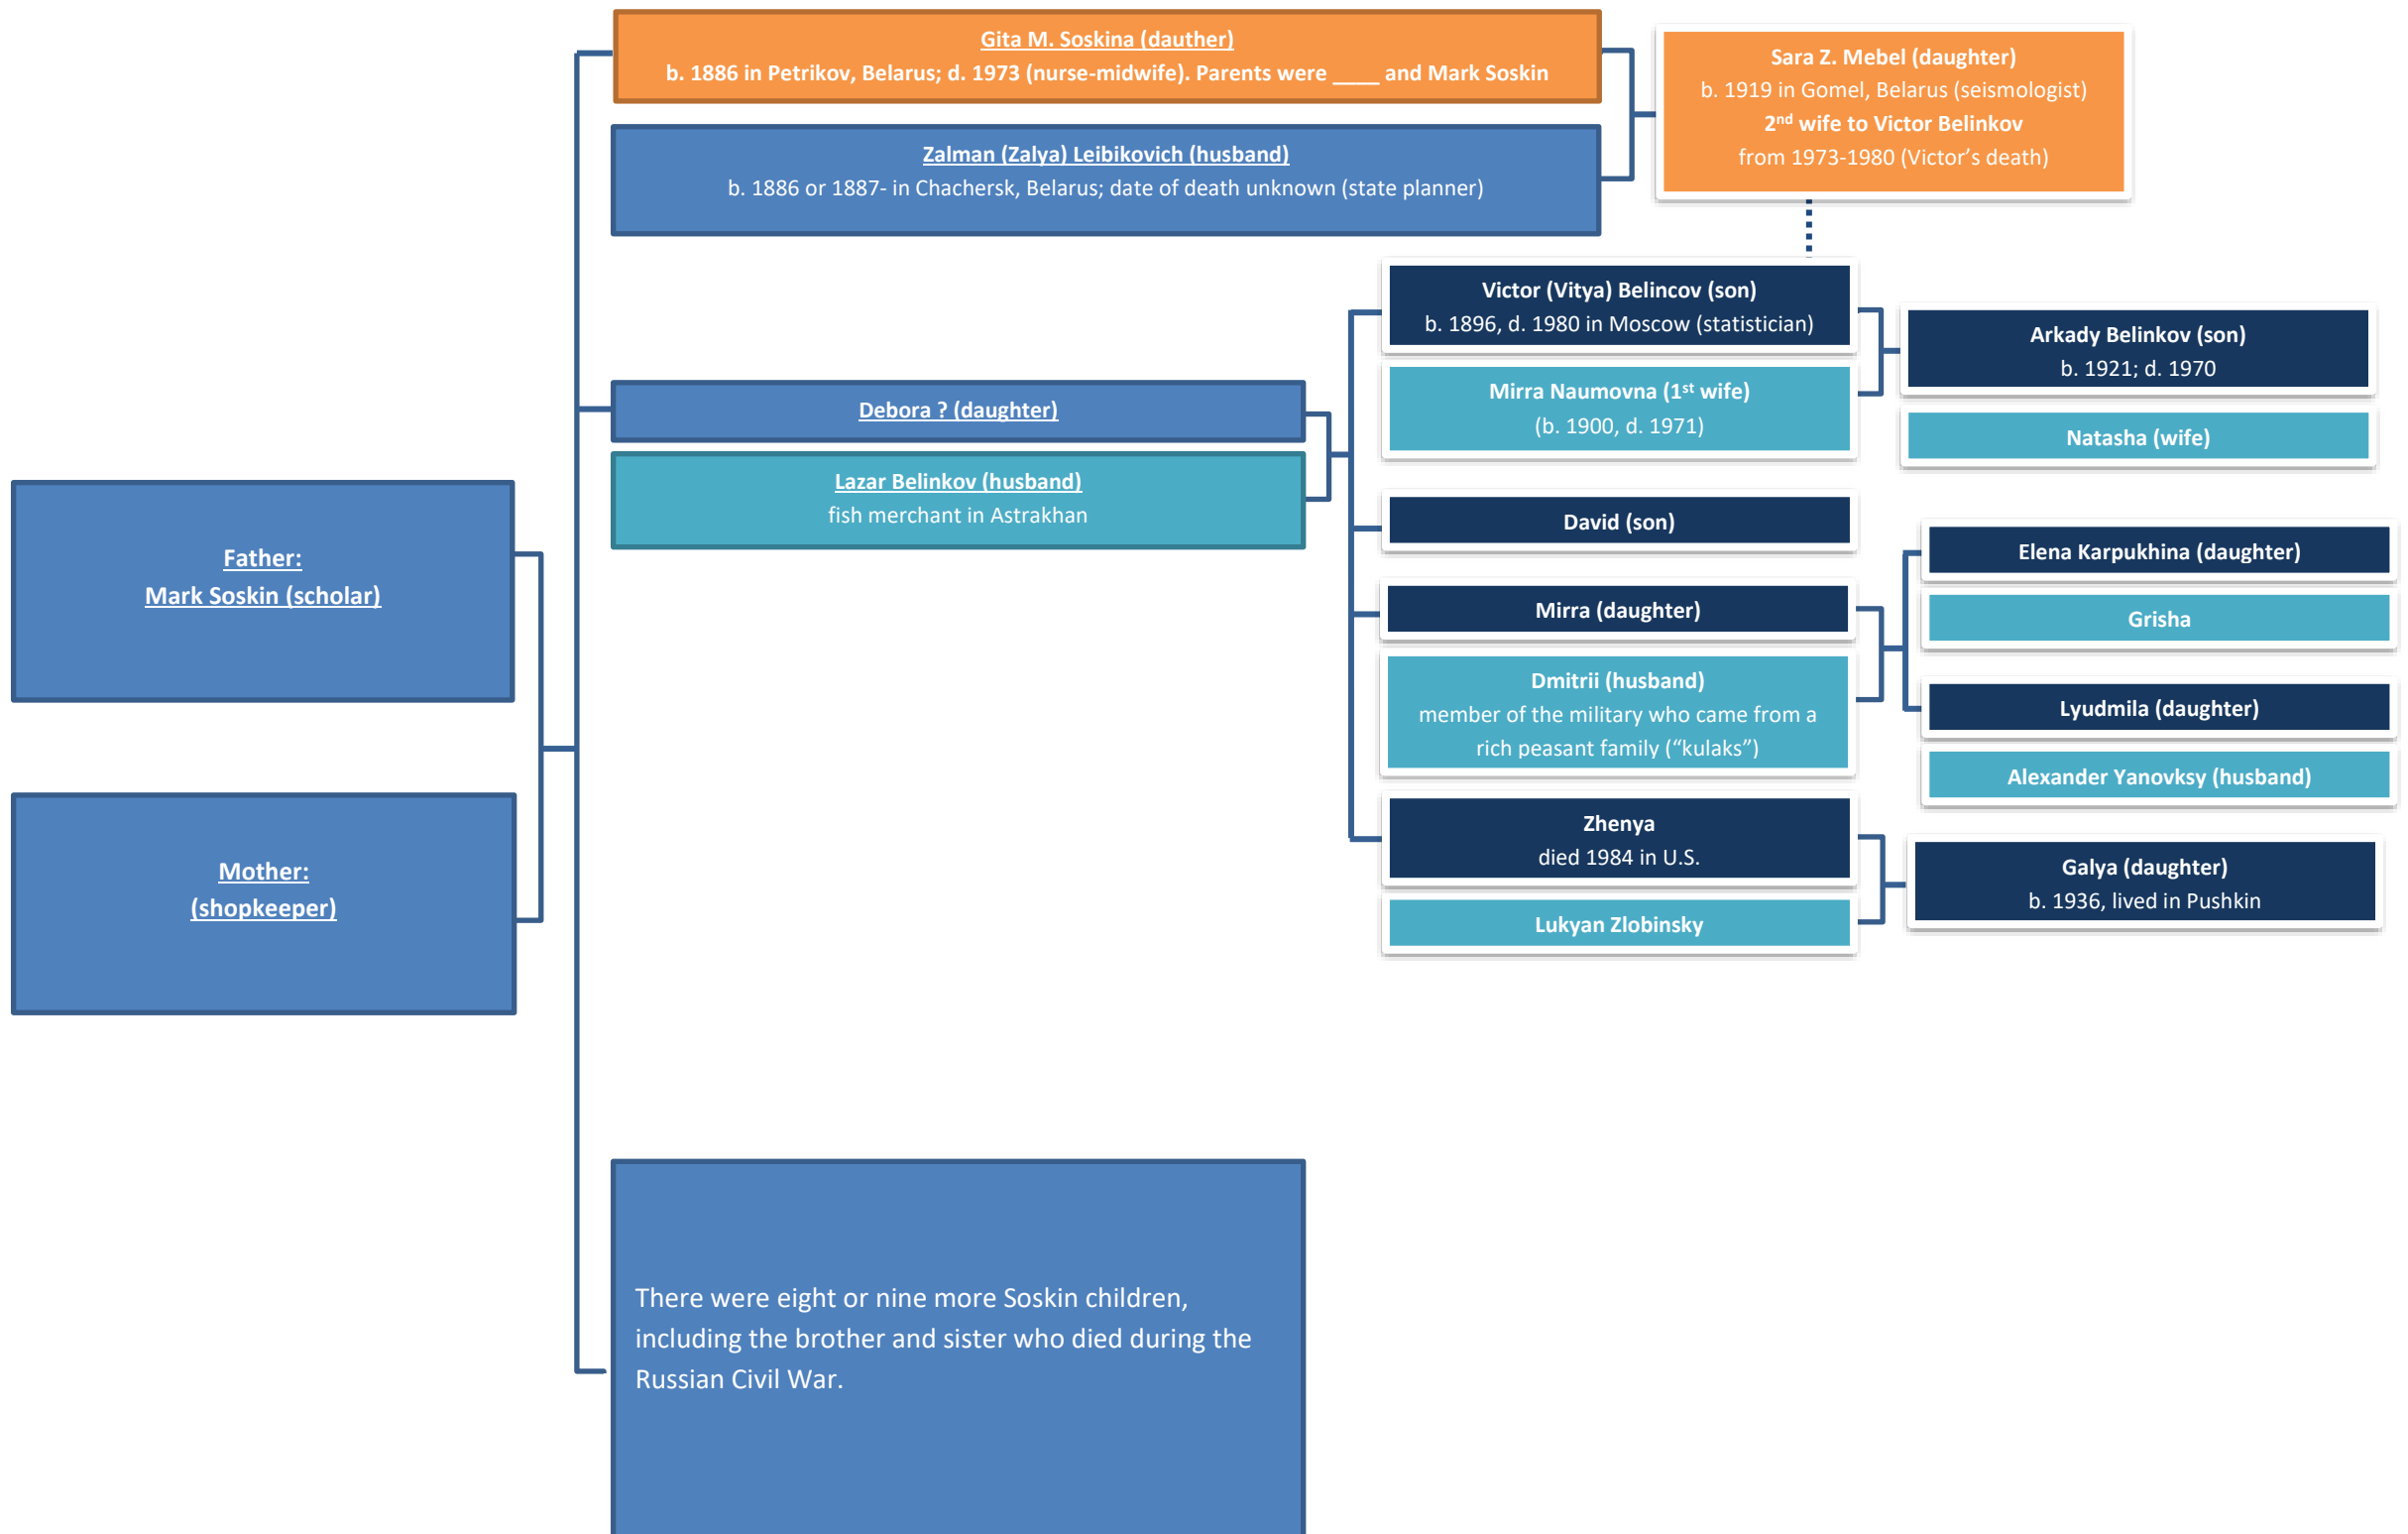 Gita M. Soskina (dauther)
b. 1886 in Petrikov, Belarus; d. 1973 (nurse-midwife). Parents were ____ and Mark Soskin
Zalman (Zalya) Leibikovich (husband)
b. 1886 or 1887- in Chachersk, Belarus; date of death unknown (state planner)
Sara Z. Mebel (daughter)
b. 1919 in Gomel, Belarus (seismologist)
2nd wife to Victor Belinkov
from 1973-1980 (Victor's death)
Father:
Mark Soskin (scholar)
Mother:
(shopkeeper)
Debora ? (daughter)
Lazar Belinkov (husband)
fish merchant in Astrakhan
Victor (Vitya) Belincov (son)
b. 1896, d. 1980 in Moscow (statistician)
Mirra Naumovna (1st wife)
(b. 1900, d. 1971)
Arkady Belinkov (son)
b. 1921; d. 1970
Natasha (wife)
David (son)
Mirra (daughter)
Dmitrii (husband)
member of the military who came from a
rich peasant family (“kulaks”)
Elena Karpukhina (daughter)
Grisha
Lyudmila (daughter)
Alexander Yanovksy (husband)
Zhenya
died 1984 in U.S.
Lukyan Zlobinsky
Galya (daughter)
b. 1936, lived in Pushkin
There were eight or nine more Soskin children,
including the brother and sister who died during the
Russian Civil War.